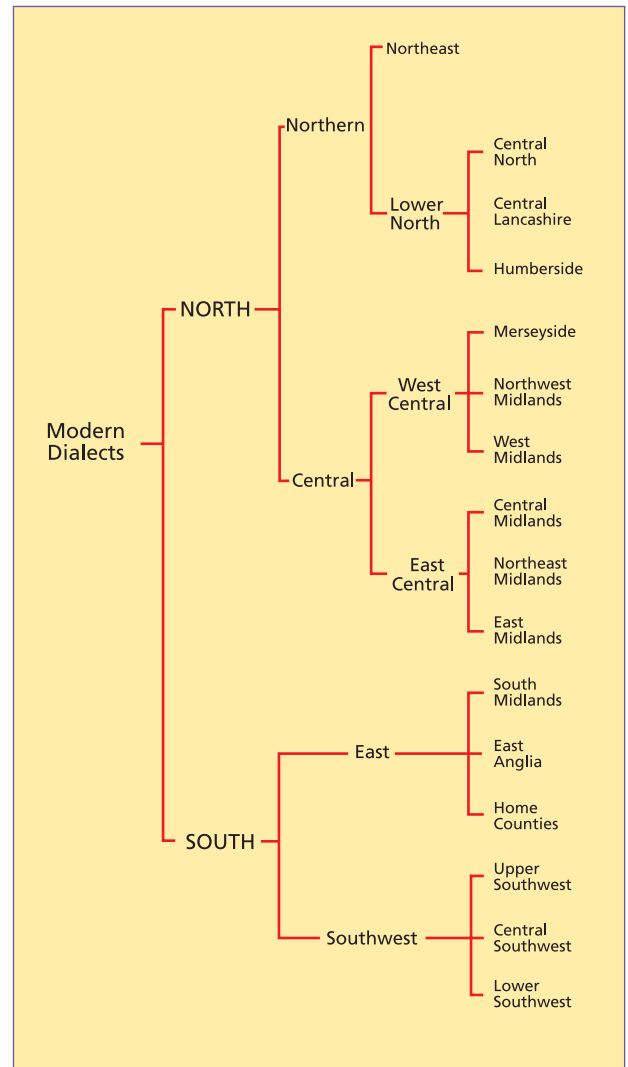 Northeast
Northern
Central
North
Lower
North
Central
Lancashire
Humberside
NORTH
Merseyside
West
Central
Northwest
Midlands
West
Midlands
Modern
Dialects
Central
Central
Midlands
East
Central
Northeast
Midlands
East
Midlands
South
Midlands
East
East
Anglia
Home
Counties
SOUTH
Upper
Southwest
Southwest
Central
Southwest
Lower
Southwest